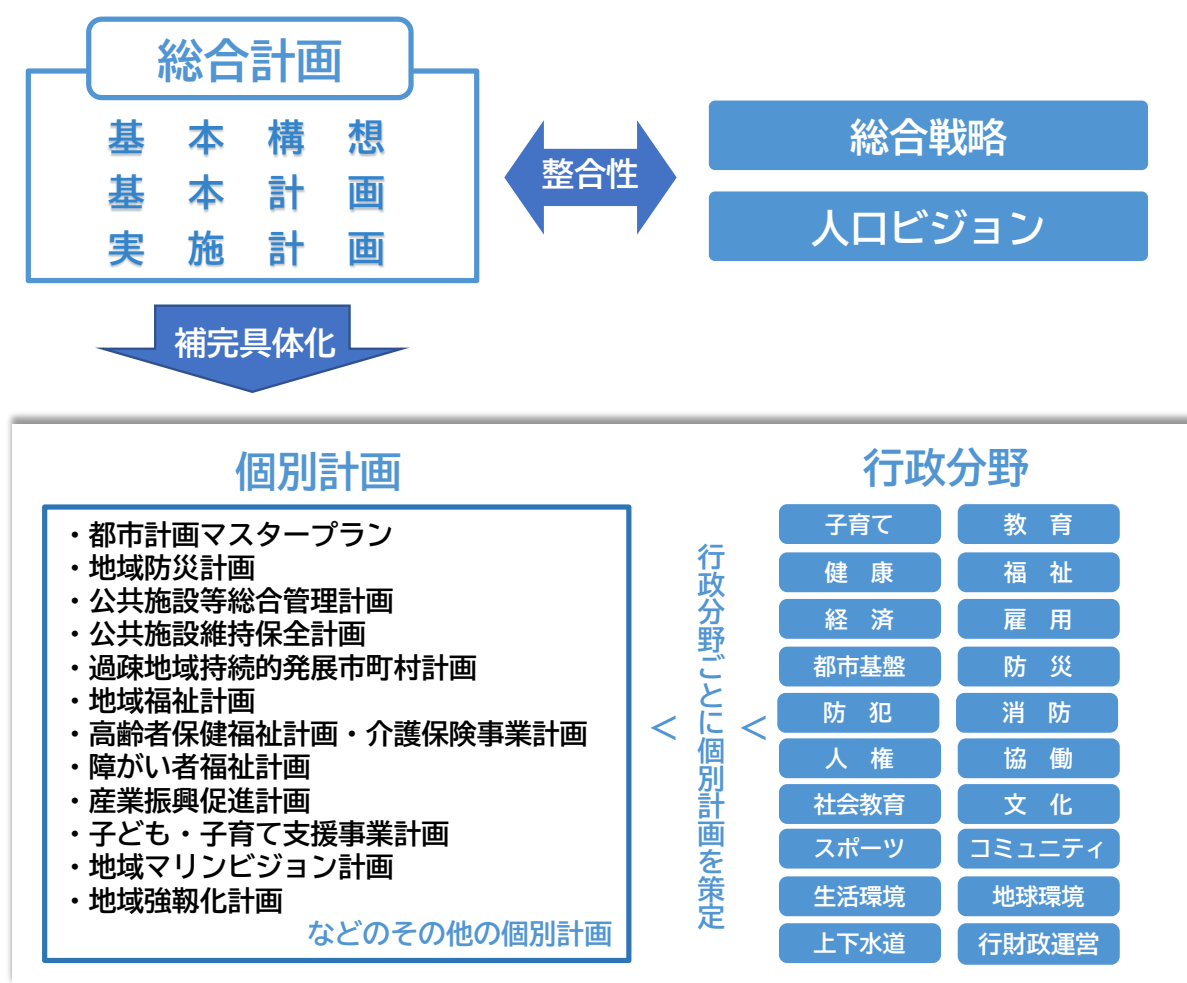 総合計画
基本構想
基本計画
実施計画
整合性
総合戦略
人口ビジョン
補完具体化
個別計画
・都市計画マスタープラン
・地域防災計画
・公共施設等総合管理計画
・公共施設維持保全計画
・過疎地域持続的発展市町村計画
・地域福祉計画
・高齢者保健福祉計画・介護保険事業計画
・障がい者福祉計画
・産業振興促進計画
・子ども・子育て支援事業計画
・地域マリンビジョン計画
・地域強靱化計画
などのその他の個別計画
＜
行政分野ごとに個別計画を策定
＜
行政分野
子育て
教　育
健　康
福　祉
経　済
雇　用
都市基盤
防　災
防　犯
消　防
人　権
協　働
社会教育
文　化
スポーツ
コミュニティ
生活環境
地球環境
上下水道
行財政運営